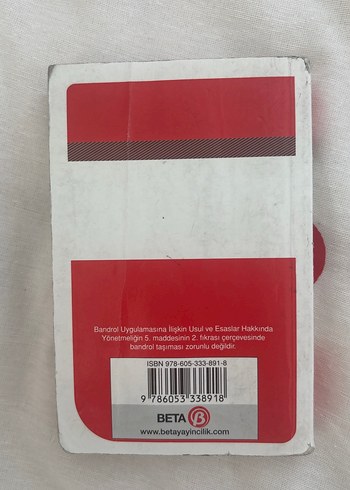 Bandrol Uygulamasına İlişkin Usul ve Esaslar Hakkında
Yönetmeliğin 5. maddesinin 2. fıkrası çerçevesinde
bandrol taşıması zorunlu değildir.
ISBN 978-605-333-891-8
9 786053 338918
BETA B
www.betayayincilik.com